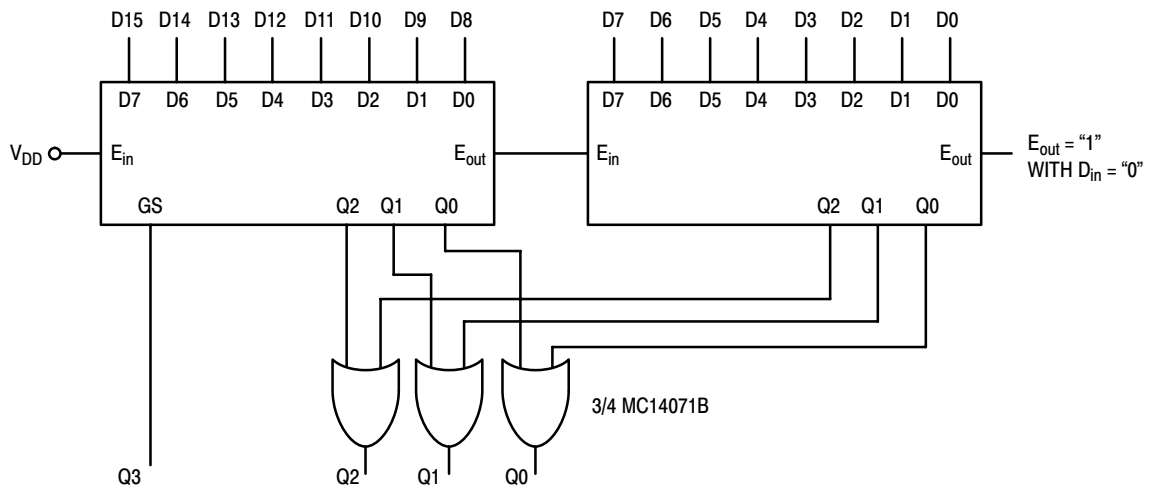 D15 D14 D13 D12 D11 D10 D9 D8 D7 D6 D5 D4 D3 D2 D1 D0
D7 D6 D5 D4 D3 D2 D1 D0 D7 D6 D5 D4 D3 D2 D1 D0
VDD Ein Eout Ein Eout Eout = “1”
WITH Din = “0”
GS Q2 Q1 Q0 Q2 Q1 Q0
3/4 MC14071B
Q3 Q2 Q1 Q0